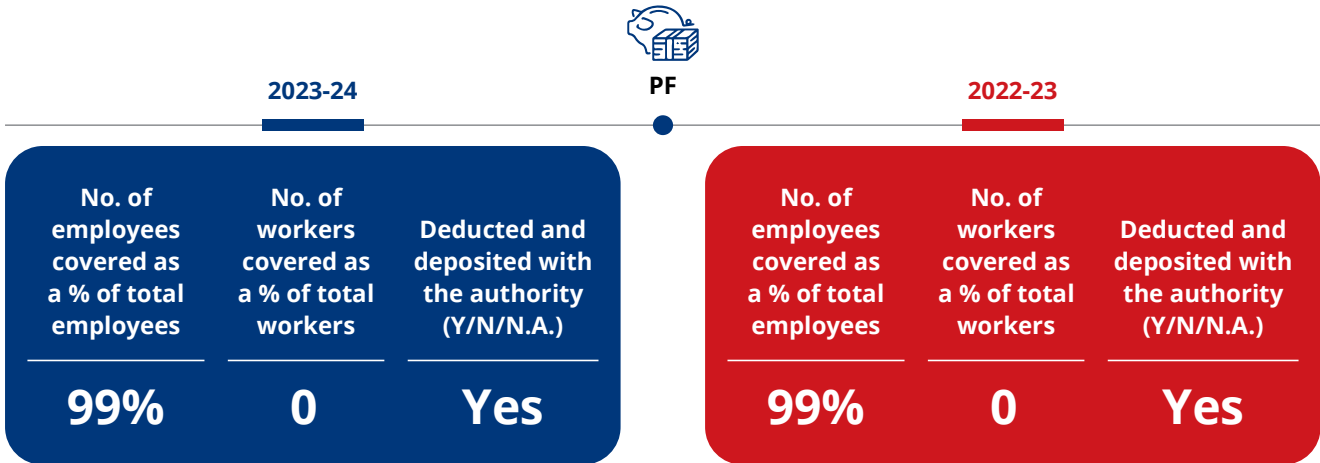 PF
2023-24
No. of
employees
covered as
a % of total
employees
99%
No. of
workers
covered as
a % of total
workers
0
Deducted and
deposited with
the authority
(Y/N/N.A.)
Yes
2022-23
No. of
employees
covered as
a % of total
employees
99%
No. of
workers
covered as
a % of total
workers
0
Deducted and
deposited with
the authority
(Y/N/N.A.)
Yes